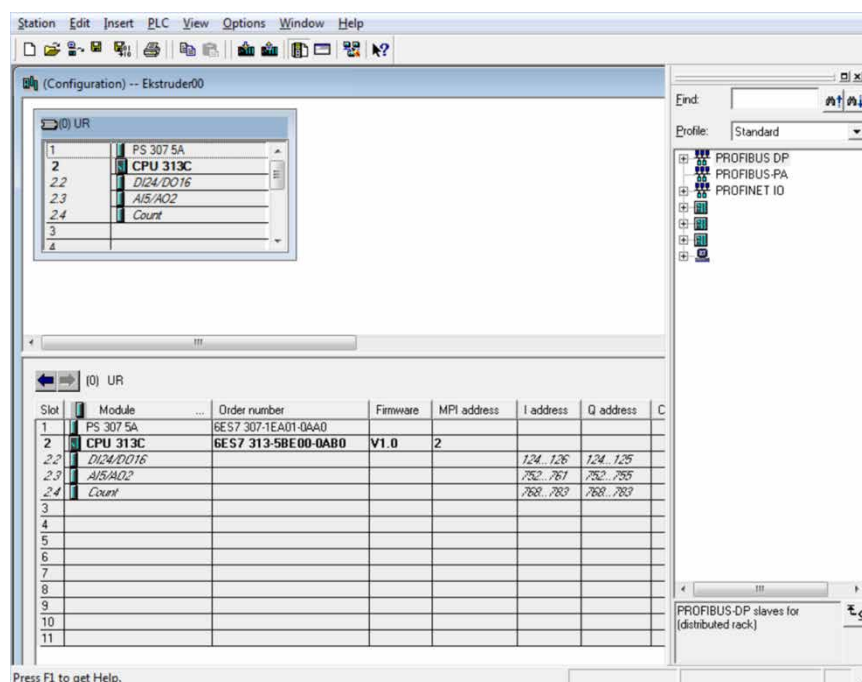 Station Edit Insert PLC View Options Window Help
(Configuration) -- Ekstruder00
(0) UR
1 PS 307 5A
2 CPU 313C
2.2 DI24/DO16
2.3 AI5/AO2
2.4 Count
3
4
Find:
Profile: Standard
PROFIBUS DP
PROFIBUS-PA
PROFINET IO
(0) UR
Slot Module ... Order number Firmware MPI address I address Q address C
1 PS 307 5A 6ES7 307-1EA01-0AA0
2 CPU 313C 6ES7 313-5BE00-0AB0 V1.0 2
2.2 DI24/DO16 124...126 124...125
2.3 AI5/AO2 752...761 752...755
2.4 Count 768...783 768...783
3
4
5
6
7
8
9
10
11
PROFIBUS-DP slaves for
(distributed rack)
Press F1 to get Help.